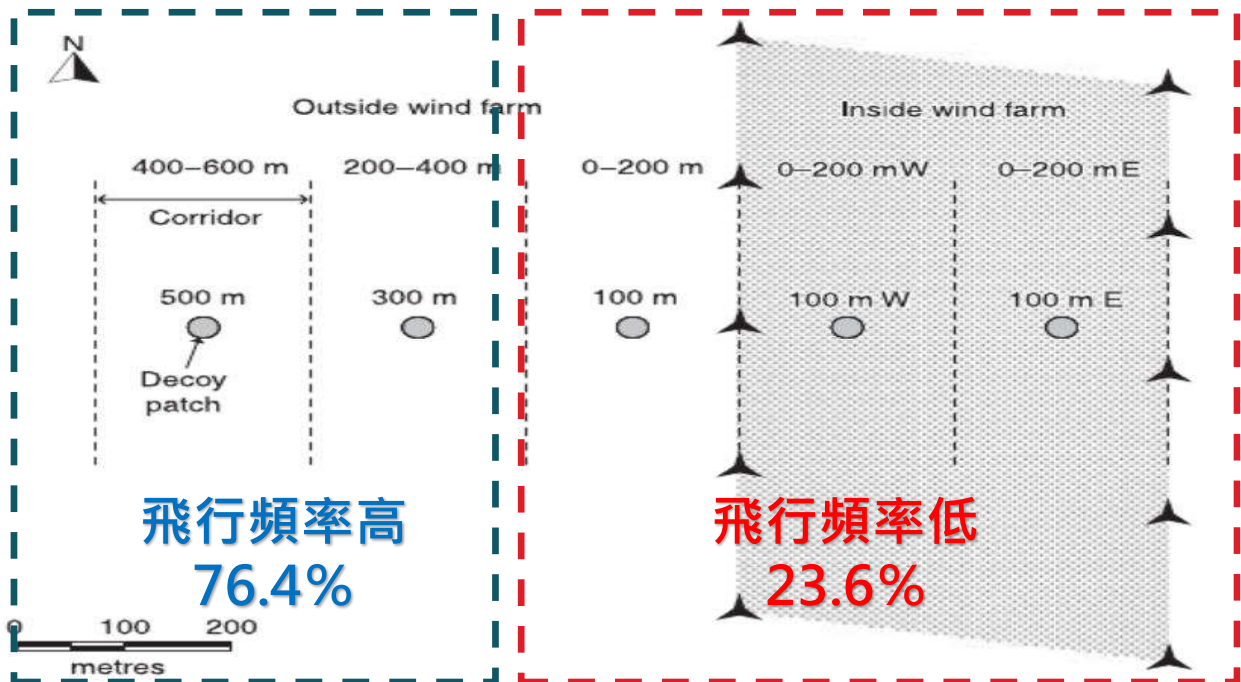 N
Outside wind farm
Inside wind farm
400–600 m
200–400 m
0–200 m
0–200 mW
0–200 mE
Corridor
500 m
300 m
100 m
100 m W
100 m E
Decoy
patch
飛行頻率高
76.4%
飛行頻率低
23.6%
0 100 200
metres